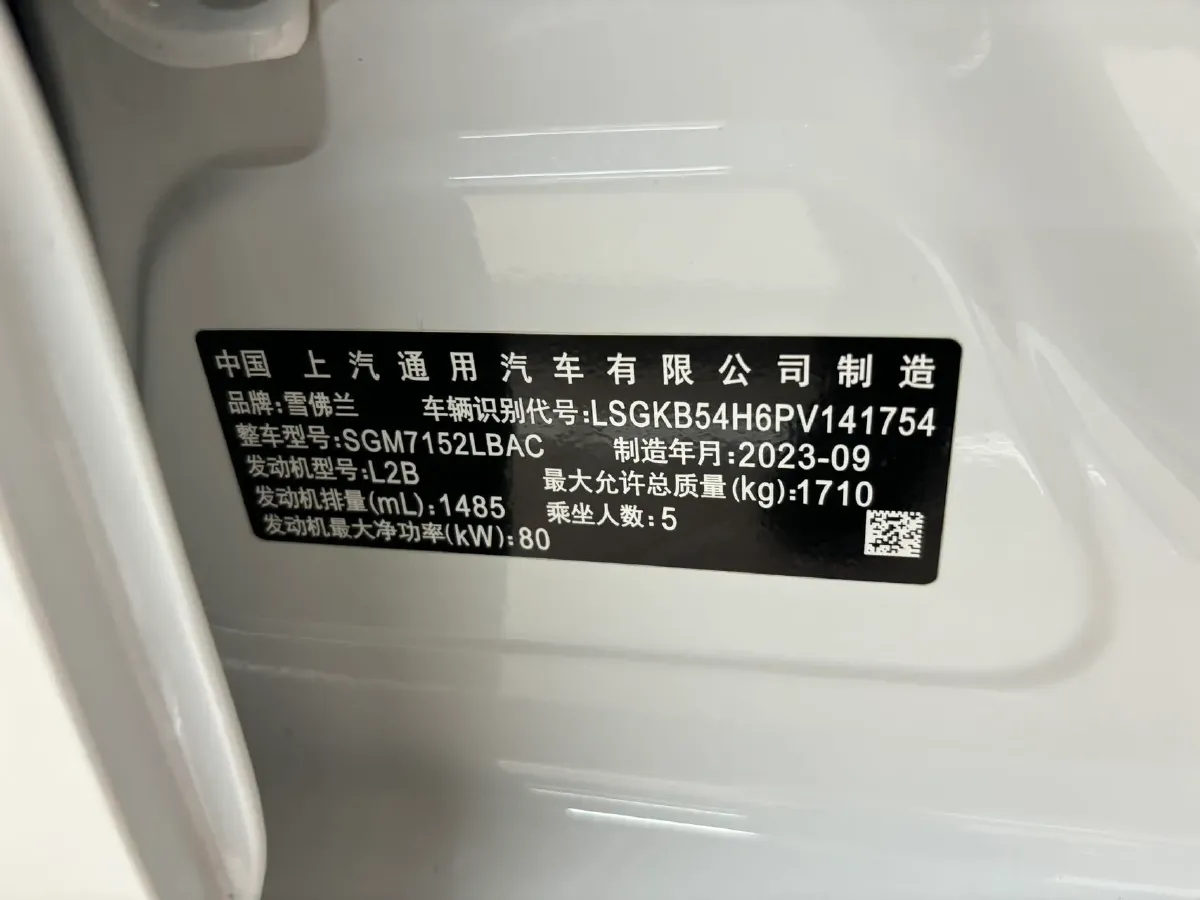 中国 上汽通用汽车有限公司制造
品牌:雪佛兰 车辆识别代号:LSGKB54H6PV141754
整车型号:SGM7152LBAC 制造年月:2023-09
发动机型号:L2B 最大允许总质量(kg):1710
发动机排量(mL):1485 乘坐人数:5
发动机最大净功率(kW):80